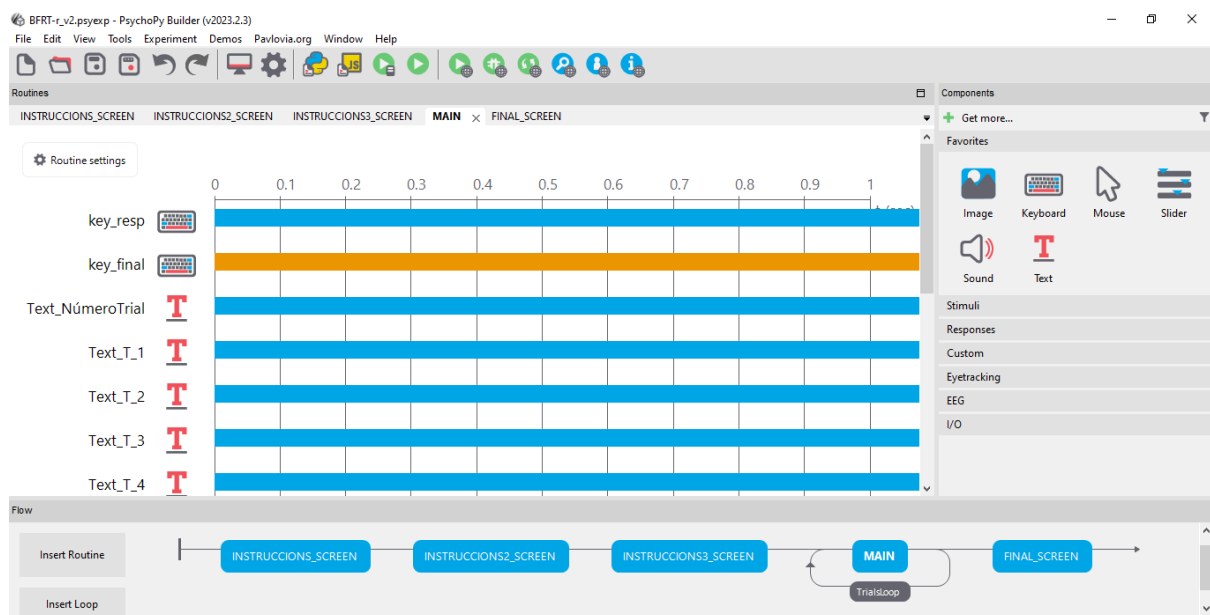 BFRT-r_v2.psyexp - PsychoPy Builder (v2023.2.3)
File Edit View Tools Experiment Demos Pavlovia.org Window Help
Routines
INSTRUCCIONS_SCREEN INSTRUCCIONS2_SCREEN INSTRUCCIONS3_SCREEN MAIN FINAL_SCREEN
Routine settings
0 0.1 0.2 0.3 0.4 0.5 0.6 0.7 0.8 0.9 1
key_resp
key_final
Text_NúmeroTrial
Text_T_1
Text_T_2
Text_T_3
Text_T_4
Components
Get more...
Favorites
Image Keyboard Mouse Slider
Sound Text
Stimuli
Responses
Custom
Eyetracking
EEG
I/O
Flow
Insert Routine
Insert Loop
INSTRUCCIONS_SCREEN INSTRUCCIONS2_SCREEN INSTRUCCIONS3_SCREEN MAIN FINAL_SCREEN
TrialsLoop